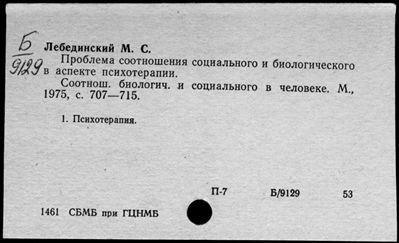 Б
9129
Лебединский М. С.
Проблема соотношения социального и биологического
в аспекте психотерапии.
Соотнош. биологич. и социального в человеке. М.,
1975, с. 707—715.
1. Психотерапия.
П-7 Б/9129 53
1461 СБМБ при ГЦНМБ